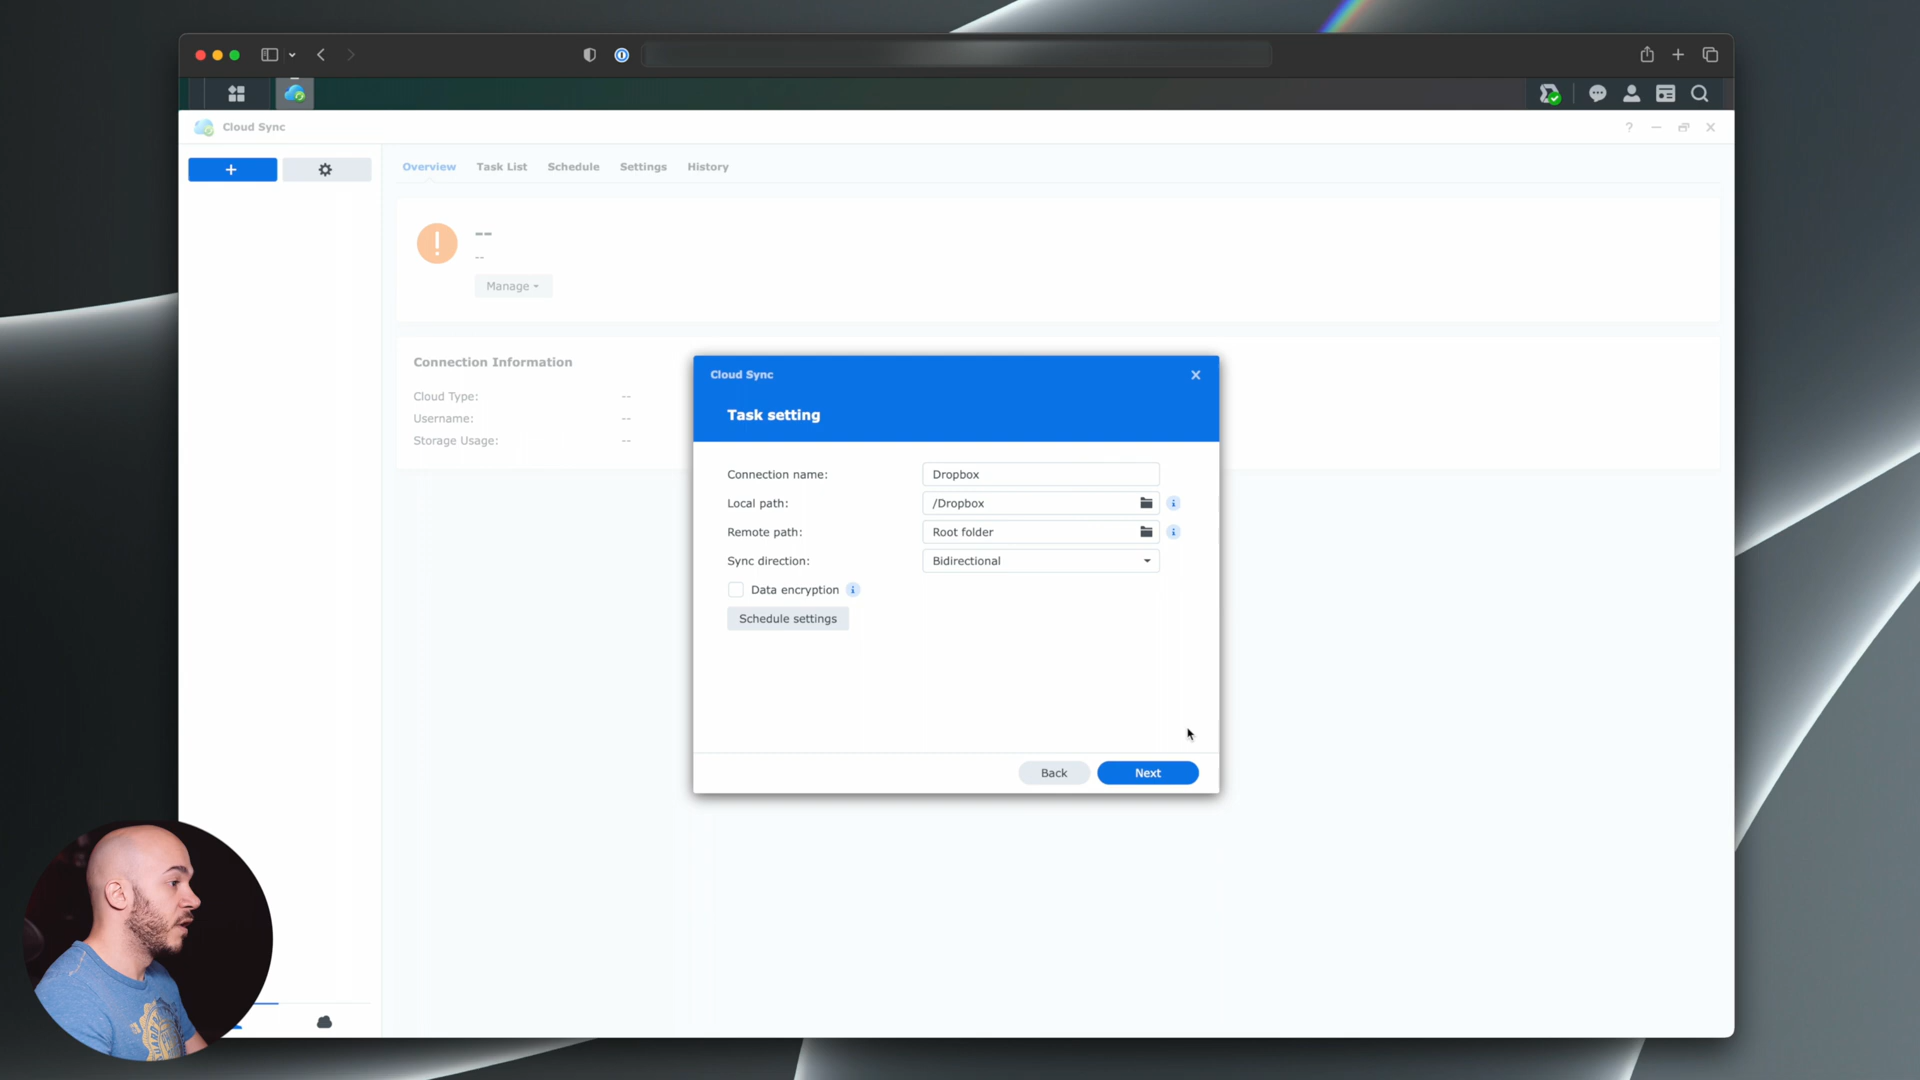 Cloud Sync
?
+
Overview Task List Schedule Settings History
--
--
Manage
Connection Information
Cloud Type: --
Username: --
Storage Usage: --
Cloud Sync
Task setting
Connection name: Dropbox
Local path: /Dropbox
Remote path: Root folder
Sync direction: Bidirectional
Data encryption
Schedule settings
Back Next